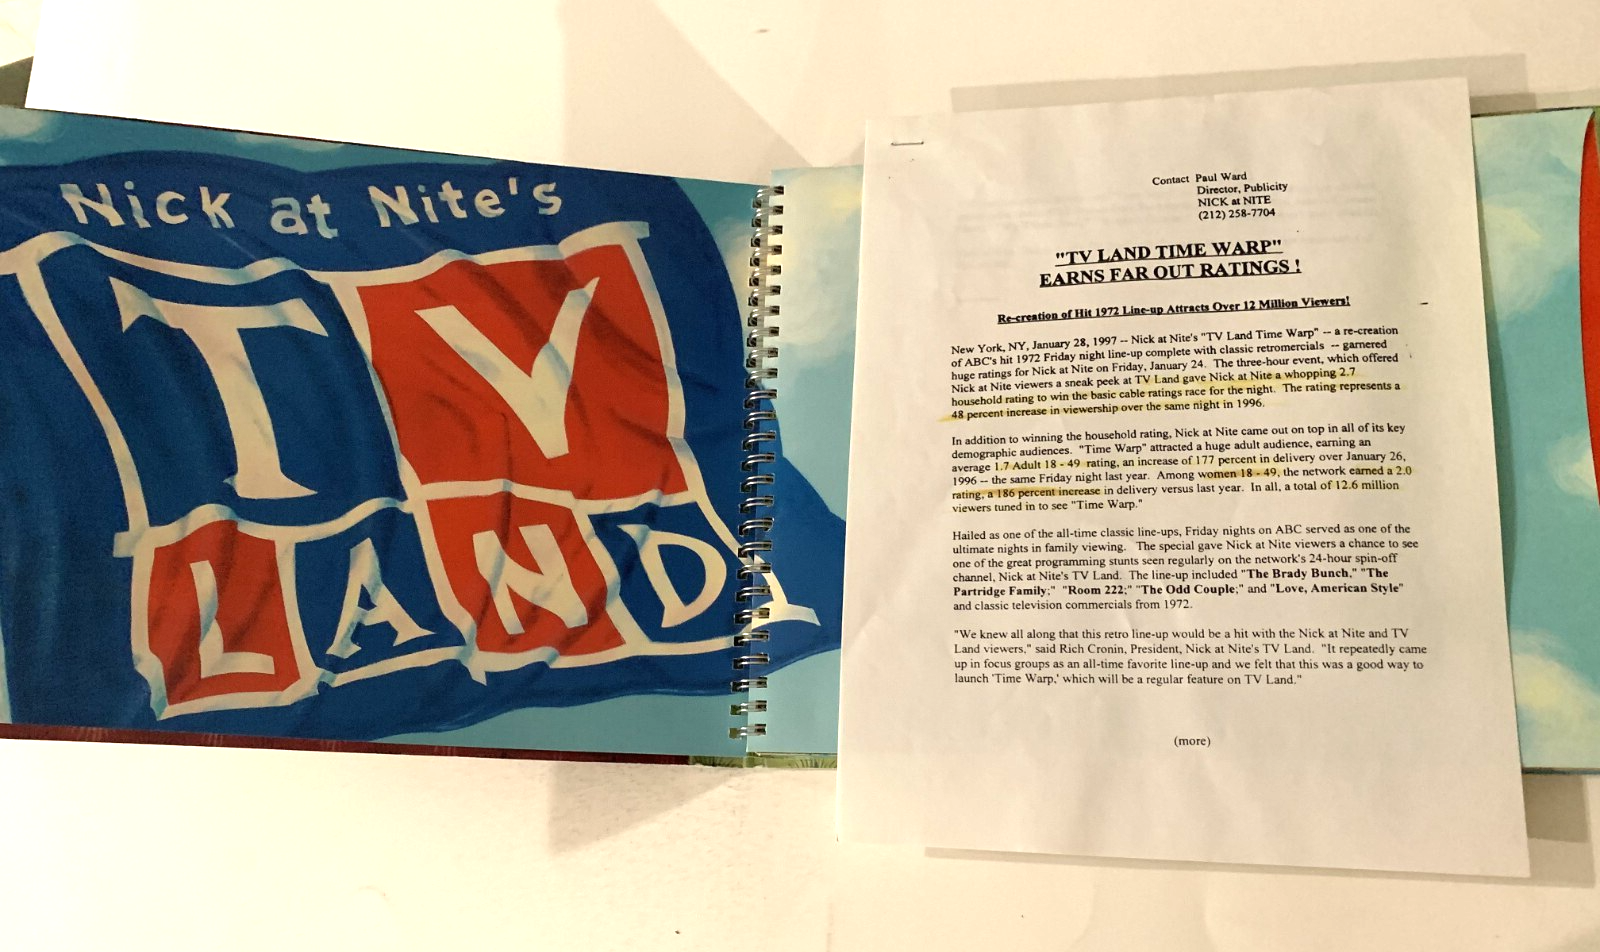 Nick at Nite's
TV
LAND
Contact Paul Ward
Director, Publicity
NICK at NITE
(212) 258-7704
"TV LAND TIME WARP"
EARNS FAR OUT RATINGS !
Re-creation of Hit 1972 Line-up Attracts Over 12 Million Viewers!
New York, NY, January 28, 1997 -- Nick at Nite's "TV Land Time Warp" -- a re-creation
of ABC's hit 1972 Friday night line-up complete with classic retromercials -- garnered
huge ratings for Nick at Nite on Friday, January 24. The three-hour event, which offered
Nick at Nite viewers a sneak peek at TV Land gave Nick at Nite a whopping 2.7
household rating to win the basic cable ratings race for the night. The rating represents a
48 percent increase in viewership over the same night in 1996.
In addition to winning the household rating, Nick at Nite came out on top in all of its key
demographic audiences. "Time Warp" attracted a huge adult audience, earning an
average 1.7 Adult 18 - 49 rating, an increase of 177 percent in delivery over January 26,
1996 -- the same Friday night last year. Among women 18 - 49, the network earned a 2.0
rating, a 186 percent increase in delivery versus last year. In all, a total of 12.6 million
viewers tuned in to see "Time Warp."
Hailed as one of the all-time classic line-ups, Friday nights on ABC served as one of the
ultimate nights in family viewing. The special gave Nick at Nite viewers a chance to see
one of the great programming stunts seen regularly on the network's 24-hour spin-off
channel, Nick at Nite's TV Land. The line-up included "The Brady Bunch," "The
Partridge Family;" "Room 222;" "The Odd Couple;" and "Love, American Style"
and classic television commercials from 1972.
"We knew all along that this retro line-up would be a hit with the Nick at Nite and TV
Land viewers," said Rich Cronin, President, Nick at Nite's TV Land. "It repeatedly came
up in focus groups as an all-time favorite line-up and we felt that this was a good way to
launch 'Time Warp,' which will be a regular feature on TV Land."
(more)